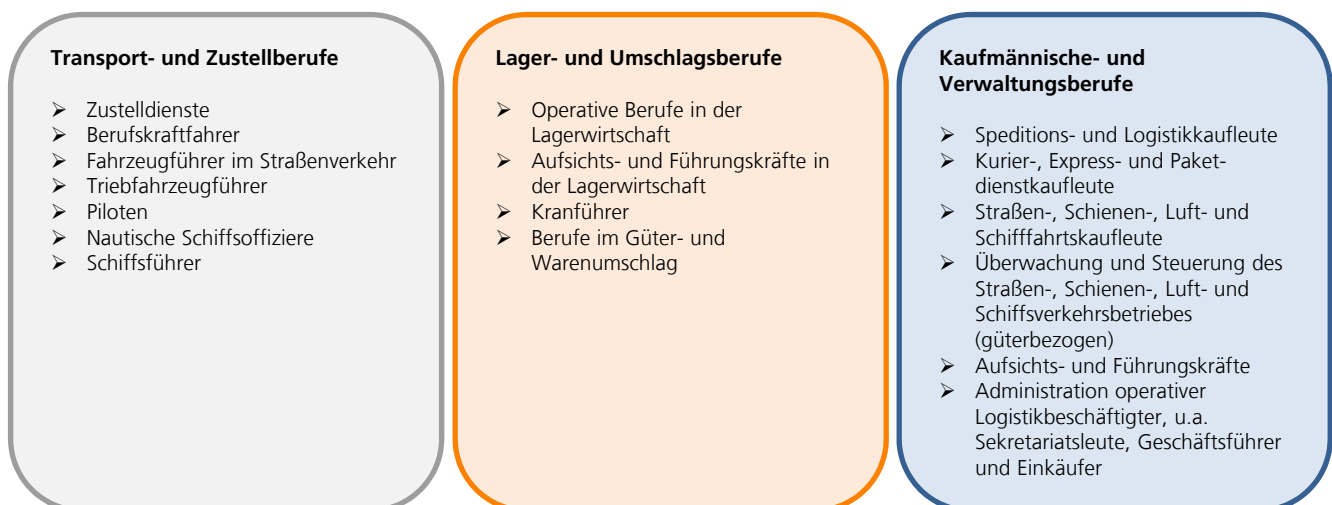 Transport- und Zustellberufe
➢ Zustelldienste
➢ Berufskraftfahrer
➢ Fahrzeugführer im Straßenverkehr
➢ Triebfahrzeugführer
➢ Piloten
➢ Nautische Schiffsoffiziere
➢ Schiffsführer
Lager- und Umschlagsberufe
➢ Operative Berufe in der
Lagerwirtschaft
➢ Aufsichts- und Führungskräfte in
der Lagerwirtschaft
➢ Kranführer
➢ Berufe im Güter- und
Warenumschlag
Kaufmännische- und
Verwaltungsberufe
➢ Speditions- und Logistikkaufleute
➢ Kurier-, Express- und Paket-
dienstkaufleute
➢ Straßen-, Schienen-, Luft- und
Schifffahrtskaufleute
➢ Überwachung und Steuerung des
Straßen-, Schienen-, Luft- und
Schiffsverkehrsbetriebes
(güterbezogen)
➢ Aufsichts- und Führungskräfte
➢ Administration operativer
Logistikbeschäftigter, u.a.
Sekretariatsleute, Geschäftsführer
und Einkäufer